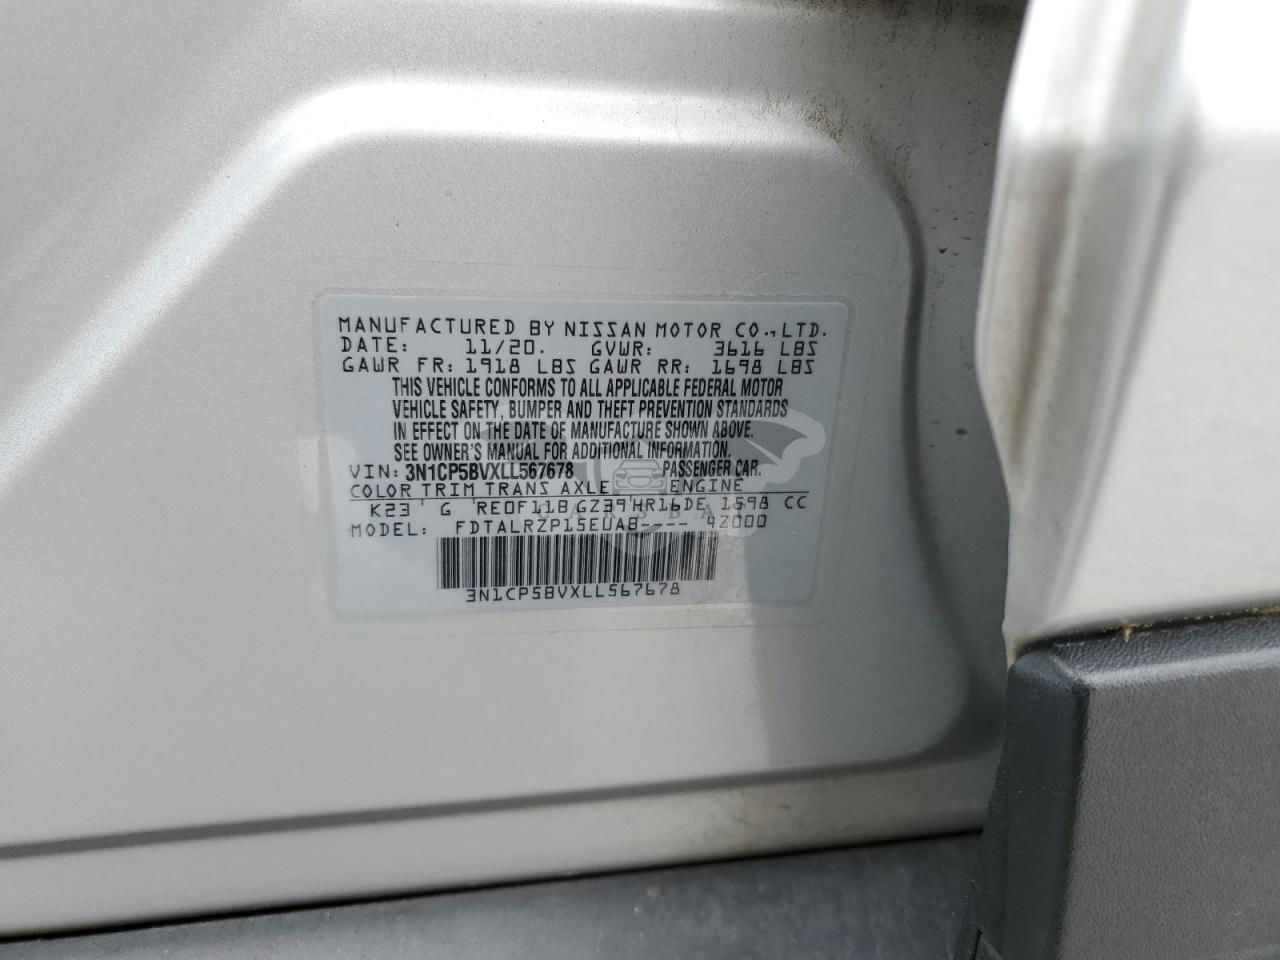 MANUFACTURED BY NISSAN MOTOR CO., LTD.
DATE: 11/20. GVWR: 3616 LBS
GAWR FR: 1918 LBS GAWR RR: 1698 LBS
THIS VEHICLE CONFORMS TO ALL APPLICABLE FEDERAL MOTOR
VEHICLE SAFETY, BUMPER AND THEFT PREVENTION STANDARDS
IN EFFECT ON THE DATE OF MANUFACTURE SHOWN ABOVE.
SEE OWNER'S MANUAL FOR ADDITIONAL INFORMATION.
VIN: 3N1CP5BVXLL567678 PASSENGER CAR.
COLOR TRIM TRANS AXLE ENGINE
K23 ' G RE0F11B GZ39'HR16DE 1598 CC
CARSBAT
MODEL: FDTALRZP15EUAB---- 42000
3N1CP5BVXLL567678